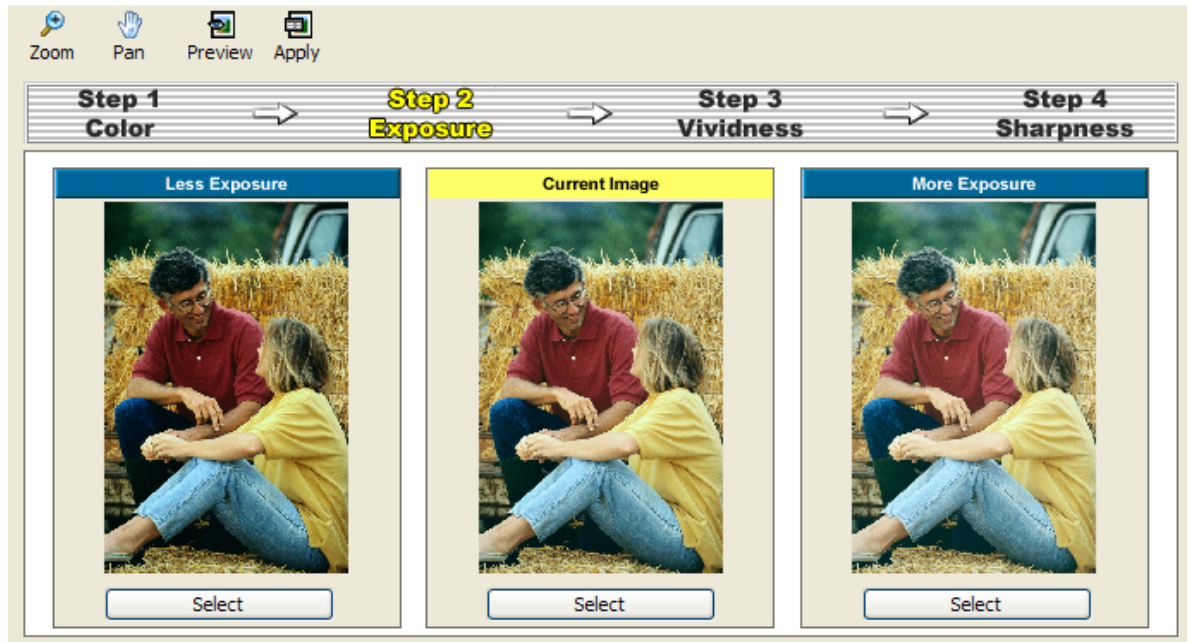 Zoom Pan Preview Apply
Step 1 Step 2 Step 3 Step 4
Color Exposure Vividness Sharpness
Less Exposure Current Image More Exposure
Select Select Select